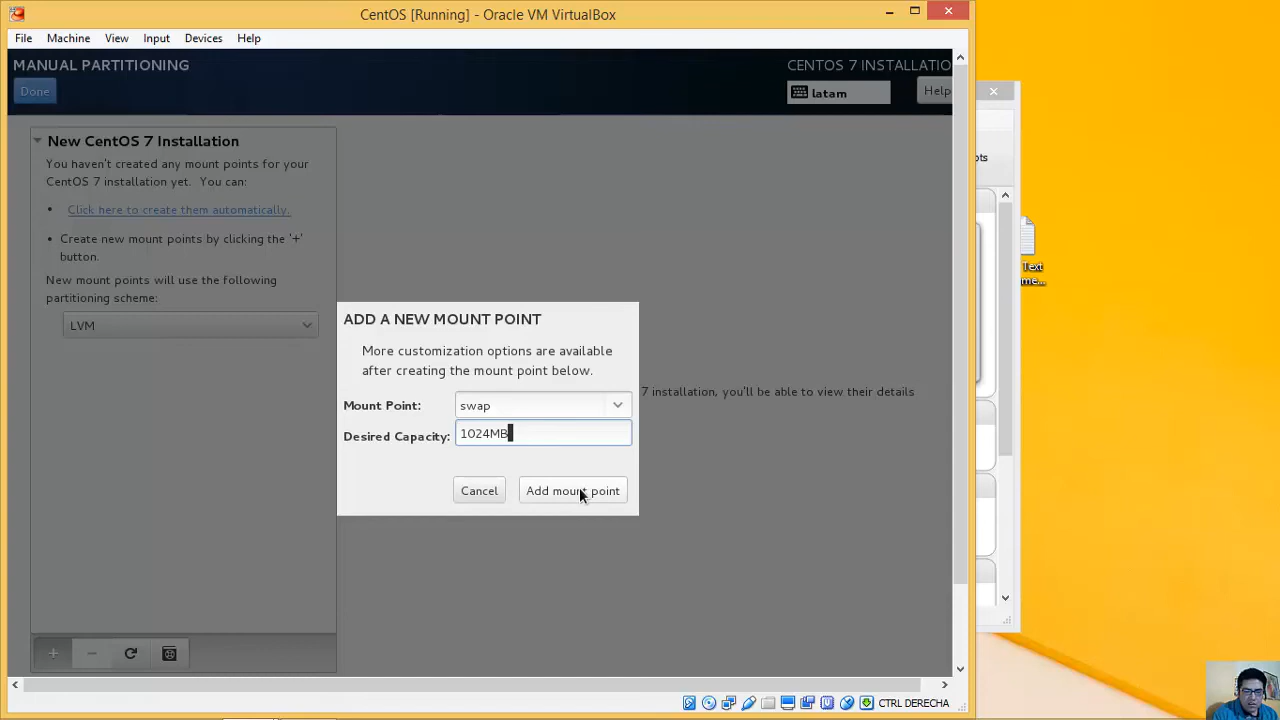 CentOS [Running] - Oracle VM VirtualBox
File Machine View Input Devices Help
MANUAL PARTITIONING
CENTOS 7 INSTALLATIO
Done
latam
Help
New CentOS 7 Installation
You haven't created any mount points for your
CentOS 7 installation yet. You can:
• Click here to create them automatically.
• Create new mount points by clicking the '+'
button.
New mount points will use the following
partitioning scheme:
LVM
ADD A NEW MOUNT POINT
More customization options are available
after creating the mount point below.
Mount Point: swap
Desired Capacity: 1024MB
Cancel Add mount point
7 installation, you'll be able to view their details
CTRL DERECHA
ots
Text
me...